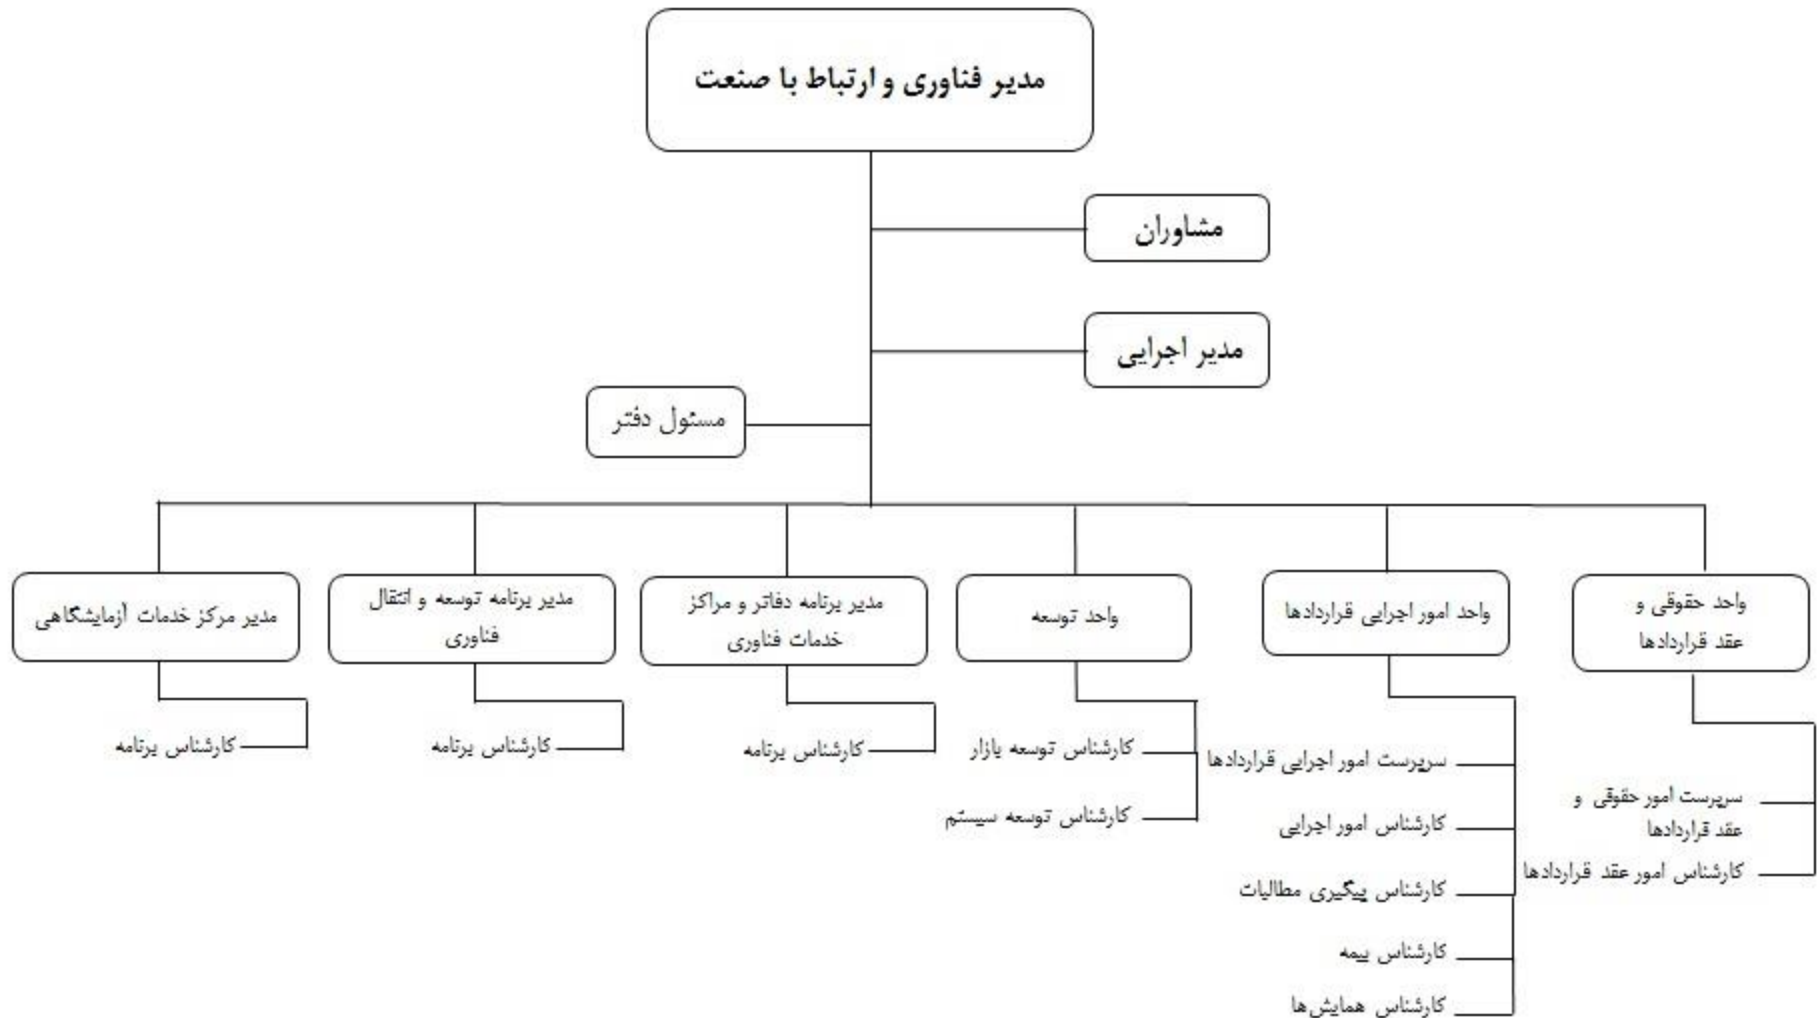 مدیر فناوری و ارتباط با صنعت
مشاوران
مدیر اجرایی
مسئول دفتر
واحد حقوقی و
عقد قراردادها
واحد امور اجرایی قراردادها
واحد توسعه
مدیر برنامه دفاتر و مراکز
خدمات فناوری
مدیر برنامه توسعه و انتقال
فناوری
مدیر مرکز خدمات آزمایشگاهی
سرپرست امور حقوقی و
عقد قراردادها
کارشناس امور عقد قراردادها
سرپرست امور اجرایی قراردادها
کارشناس امور اجرایی
کارشناس پیگیری مطالبات
کارشناس بیمه
کارشناس همایش‌ها
کارشناس توسعه بازار
کارشناس توسعه سیستم
کارشناس برنامه
کارشناس برنامه
کارشناس برنامه